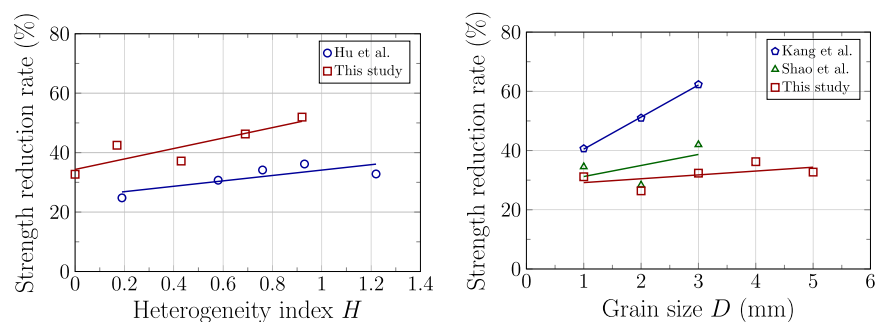 Strength reduction rate (%)
80
60
40
20
0
0.2
0.4
0.6
0.8
1
1.2
1.4
Heterogeneity index H
Hu et al.
This study
Strength reduction rate (%)
80
60
40
20
0
0
1
2
3
4
5
6
Grain size D (mm)
Kang et al.
Shao et al.
This study